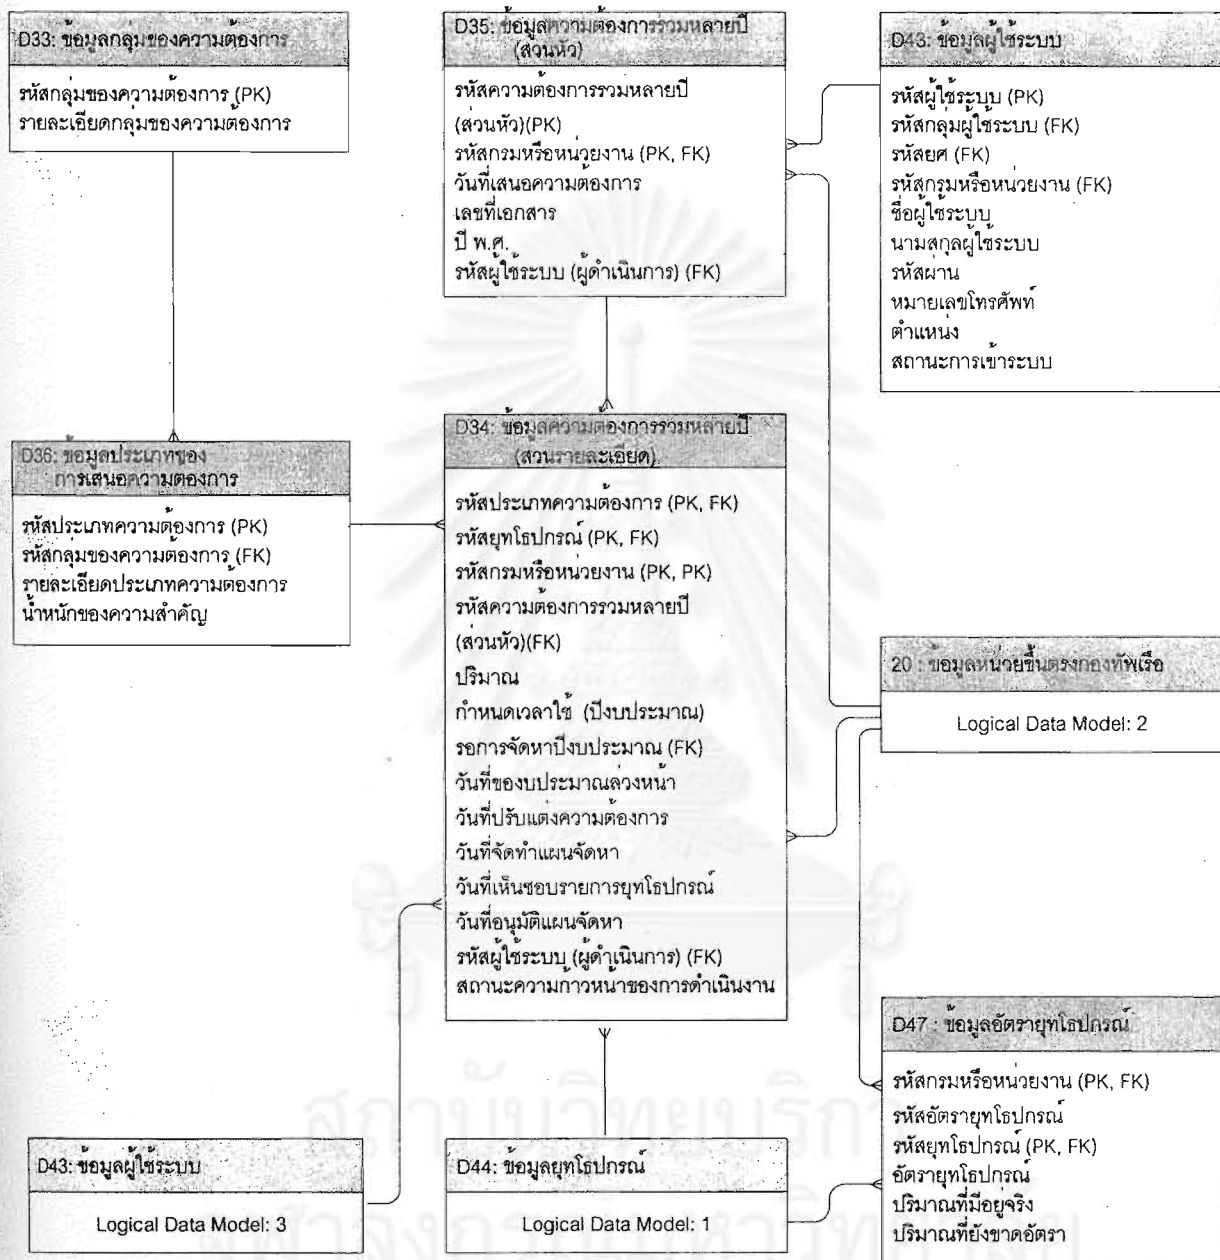 D33: ข้อมูลกลุ่มของความต้องการ
รหัสกลุ่มของความต้องการ (PK)
รายละเอียดกลุ่มของความต้องการ
D35: ข้อมูลความต้องการรวมหลายปี
(ส่วนหัว)
รหัสความต้องการรวมหลายปี
(ส่วนหัว)(PK)
รหัสกรมหรือหน่วยงาน (PK, FK)
วันที่เสนอความต้องการ
เลขที่เอกสาร
ปี พ.ศ.
รหัสผู้ใช้ระบบ (ผู้ดำเนินการ) (FK)
D43: ข้อมูลผู้ใช้ระบบ
รหัสผู้ใช้ระบบ (PK)
รหัสกลุ่มผู้ใช้ระบบ (FK)
รหัสยศ (FK)
รหัสกรมหรือหน่วยงาน (FK)
ชื่อผู้ใช้ระบบ
นามสกุลผู้ใช้ระบบ
รหัสผ่าน
หมายเลขโทรศัพท์
ตำแหน่ง
สถานะการเข้าระบบ
D36: ข้อมูลประเภทของ
การเสนอความต้องการ
รหัสประเภทความต้องการ (PK)
รหัสกลุ่มของความต้องการ (FK)
รายละเอียดประเภทความต้องการ
น้ำหนักของความสำคัญ
D34: ข้อมูลความต้องการรวมหลายปี
(ส่วนรายละเอียด)
รหัสประเภทความต้องการ (PK, FK)
รหัสยุทโธปกรณ์ (PK, FK)
รหัสกรมหรือหน่วยงาน (PK, PK)
รหัสความต้องการรวมหลายปี
(ส่วนหัว)(FK)
ปริมาณ
กำหนดเวลาใช้ (ปีงบประมาณ)
รอการจัดหาปีงบประมาณ (FK)
วันที่ของบประมาณล่วงหน้า
วันที่ปรับแต่งความต้องการ
วันที่จัดทำแผนจัดหา
วันที่เห็นชอบรายการยุทโธปกรณ์
วันที่อนุมัติแผนจัดหา
รหัสผู้ใช้ระบบ (ผู้ดำเนินการ) (FK)
สถานะความก้าวหน้าของการดำเนินงาน
20 : ข้อมูลหน่วยขึ้นตรงกองทัพเรือ
Logical Data Model: 2
D47 : ข้อมูลอัตรายุทโธปกรณ์
รหัสกรมหรือหน่วยงาน (PK, FK)
รหัสอัตรายุทโธปกรณ์
รหัสยุทโธปกรณ์ (PK, FK)
อัตรายุทโธปกรณ์
ปริมาณที่มีอยู่จริง
ปริมาณที่ยังขาดอัตรา
D43: ข้อมูลผู้ใช้ระบบ
Logical Data Model: 3
D44: ข้อมูลยุทโธปกรณ์
Logical Data Model: 1
สถาบันวิทยบริการ
จุฬาลงกรณ์มหาวิทยาลัย